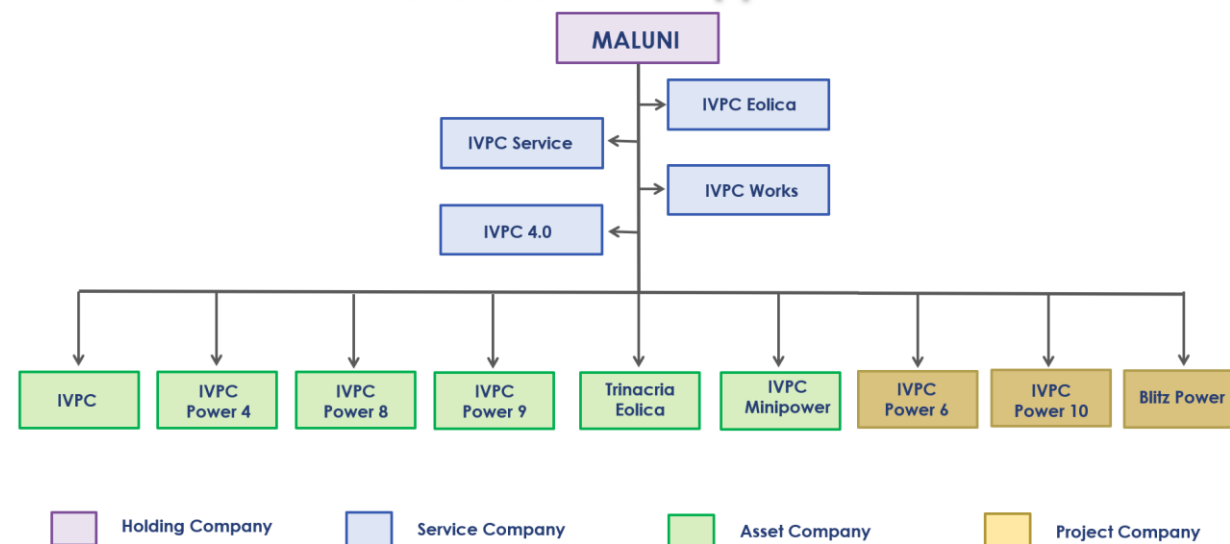 MALUNI
IVPC Eolica
IVPC Service
IVPC Works
IVPC 4.0
IVPC
IVPC
Power 4
IVPC
Power 8
IVPC
Power 9
Trinacria
Eolica
IVPC
Minipower
IVPC
Power 6
IVPC
Power 10
Blitz Power
Holding Company
Service Company
Asset Company
Project Company